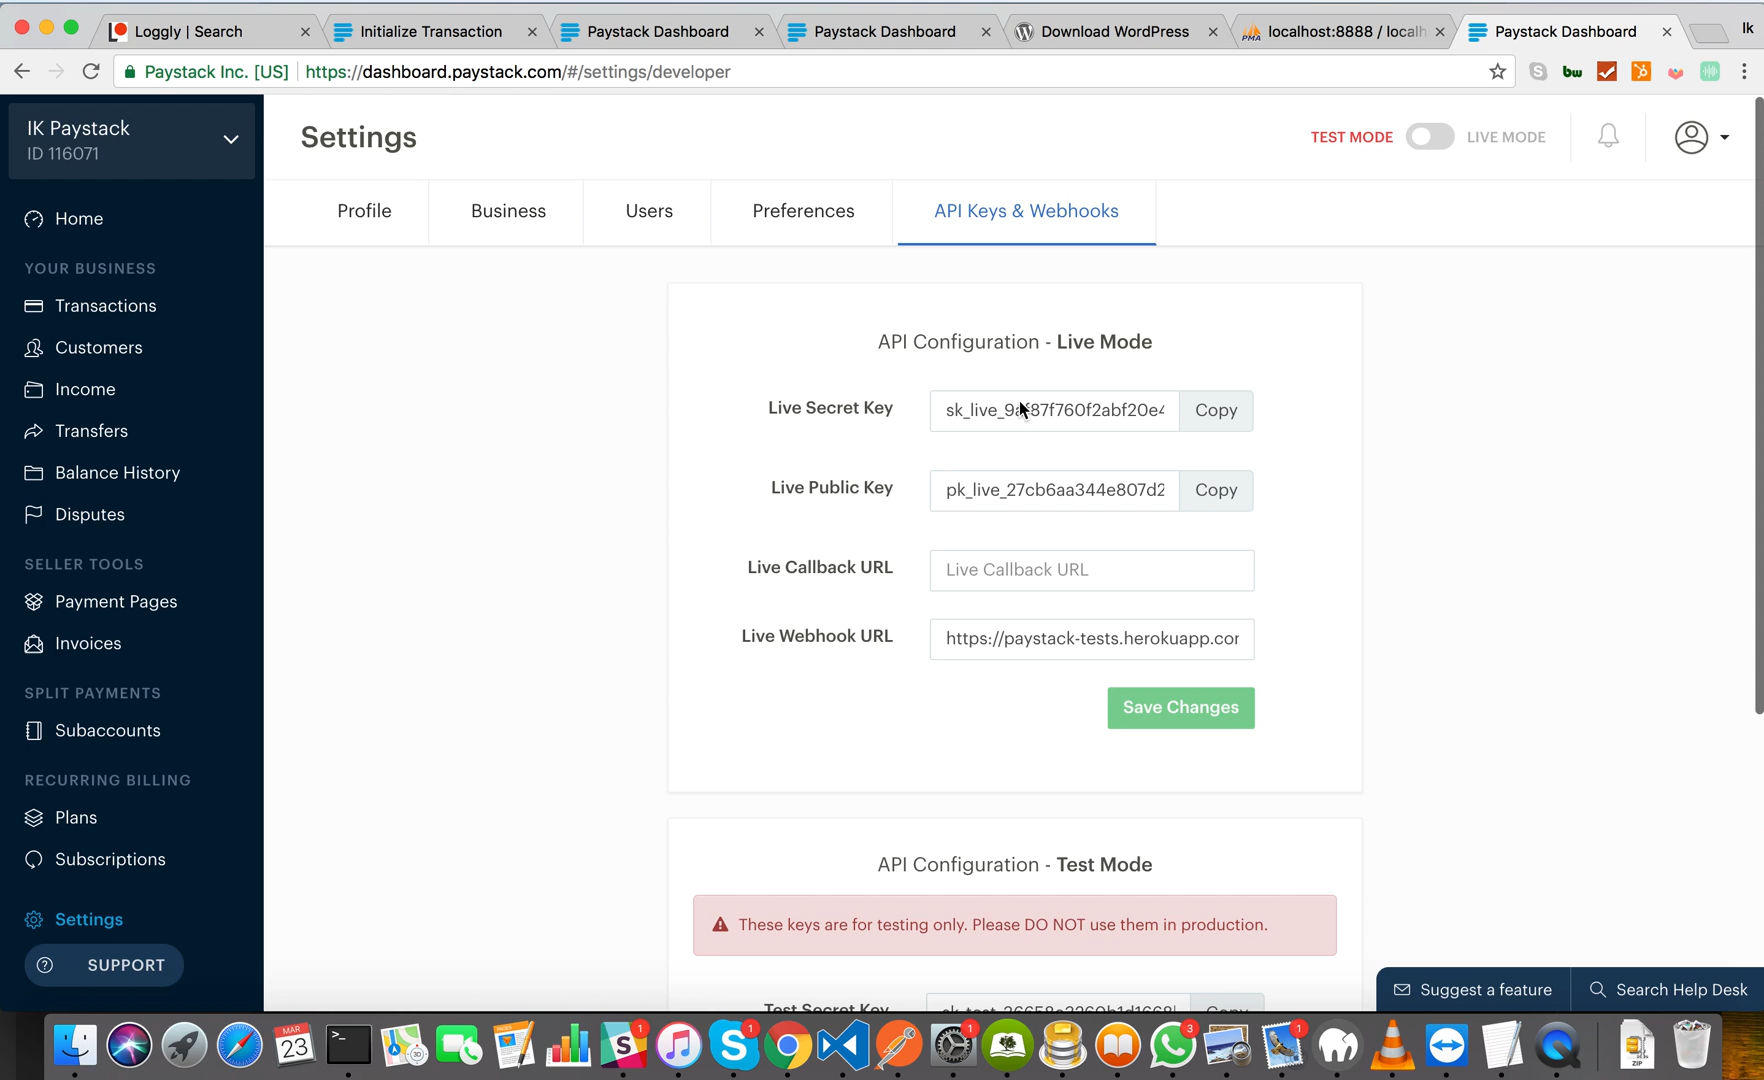 Loggly | Search
Initialize Transaction
Paystack Dashboard
Paystack Dashboard
Download WordPress
localhost:8888 / localh
Paystack Dashboard
Ik
Paystack Inc. [US]
https://dashboard.paystack.com/#/settings/developer
IK Paystack
ID 116071
Settings
TEST MODE
LIVE MODE
Profile
Business
Users
Preferences
API Keys & Webhooks
Home
YOUR BUSINESS
Transactions
Customers
Income
Transfers
Balance History
Disputes
SELLER TOOLS
Payment Pages
Invoices
SPLIT PAYMENTS
Subaccounts
RECURRING BILLING
Plans
Subscriptions
Settings
SUPPORT
API Configuration - Live Mode
Live Secret Key
Copy
Live Public Key
pk_live_27cb6aa344e807d2
Copy
Live Callback URL
Live Callback URL
Live Webhook URL
https://paystack-tests.herokuapp.cor
Save Changes
API Configuration - Test Mode
These keys are for testing only. Please DO NOT use them in production.
Test Secret Key
Copy
Suggest a feature
Search Help Desk
MAR
23